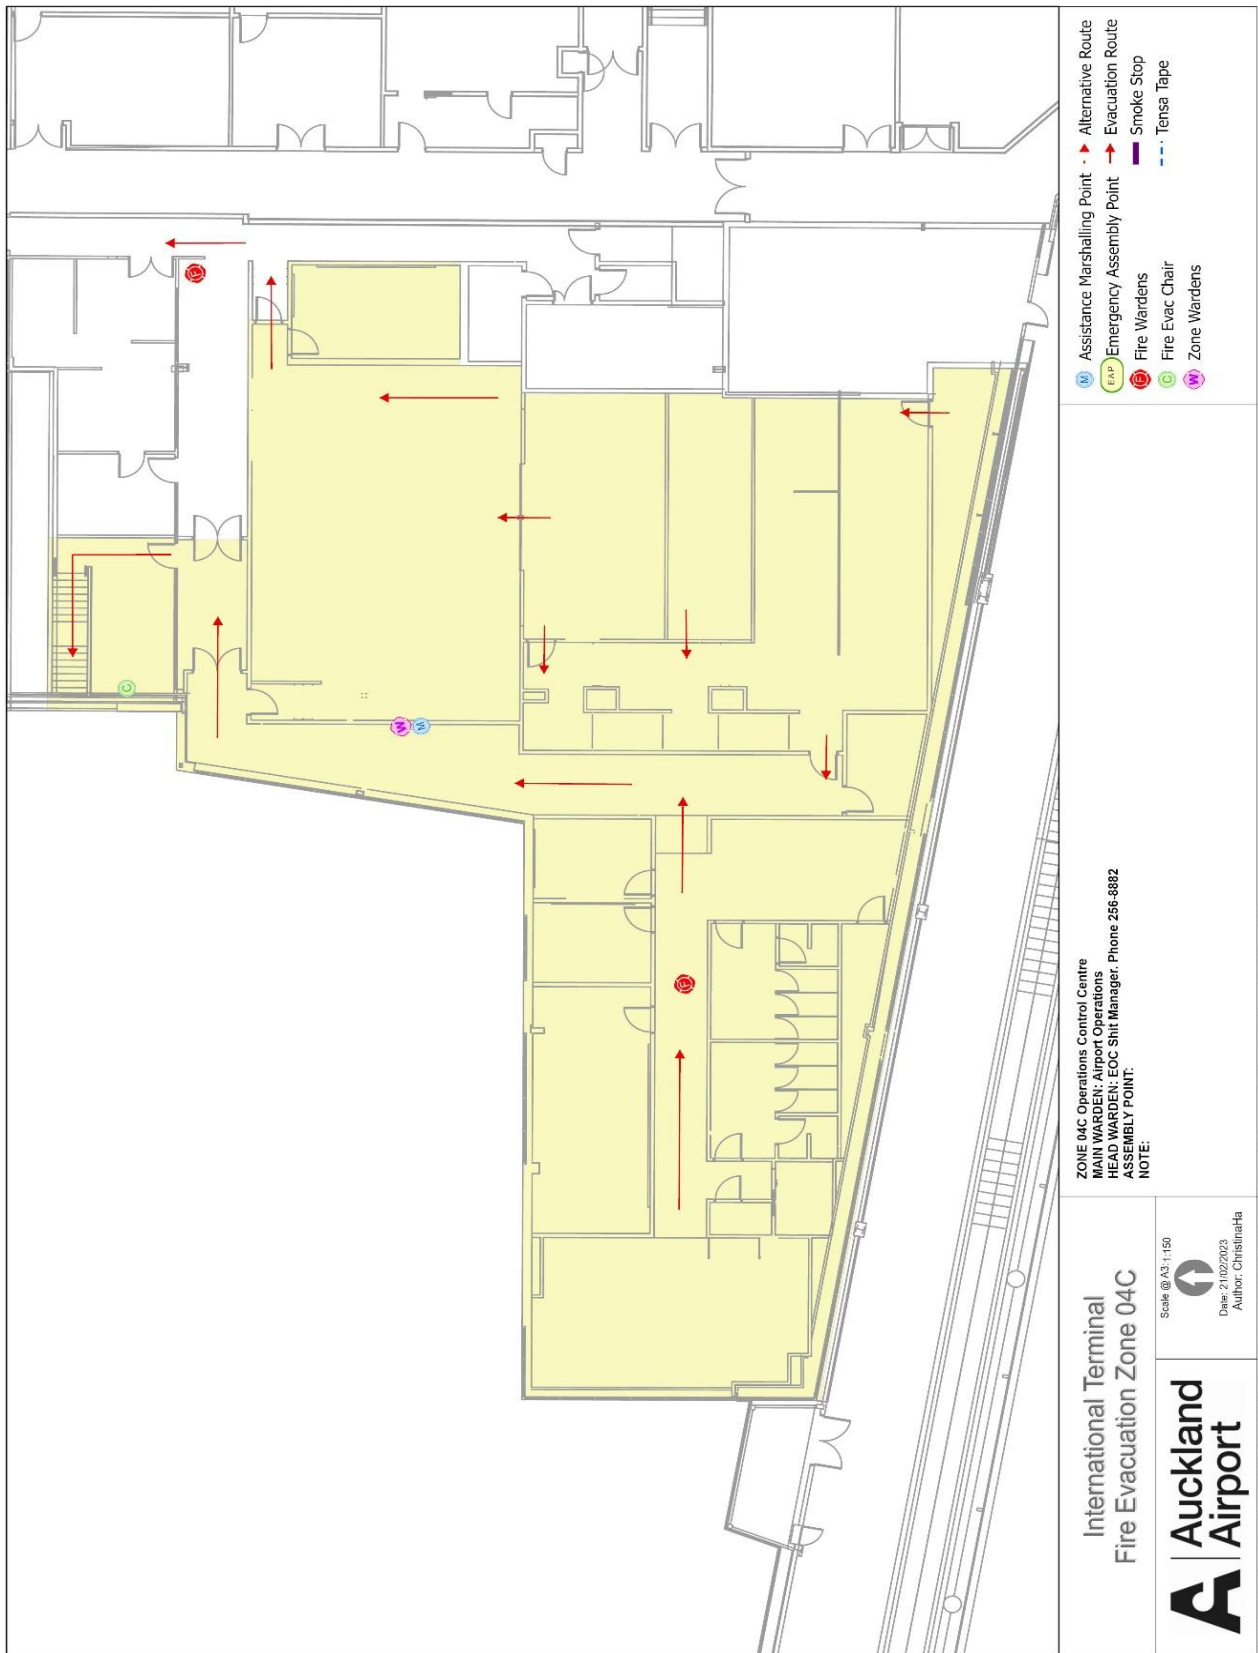 International Terminal
Fire Evacuation Zone 04C
A Auckland
Airport
Scale @ A3:1:150
Date: 21/02/2023
Author: ChristinaHa
ZONE 04C Operations Control Centre
MAIN WARDEN: Airport Operations
HEAD WARDEN: EOC Shit Manager. Phone 256-8882
ASSEMBLY POINT:
NOTE:
M Assistance Marshalling Point
EAP Emergency Assembly Point
F Fire Wardens
C Fire Evac Chair
W Zone Wardens
Alternative Route
Evacuation Route
Smoke Stop
Tensa Tape
F
C
W
M
F